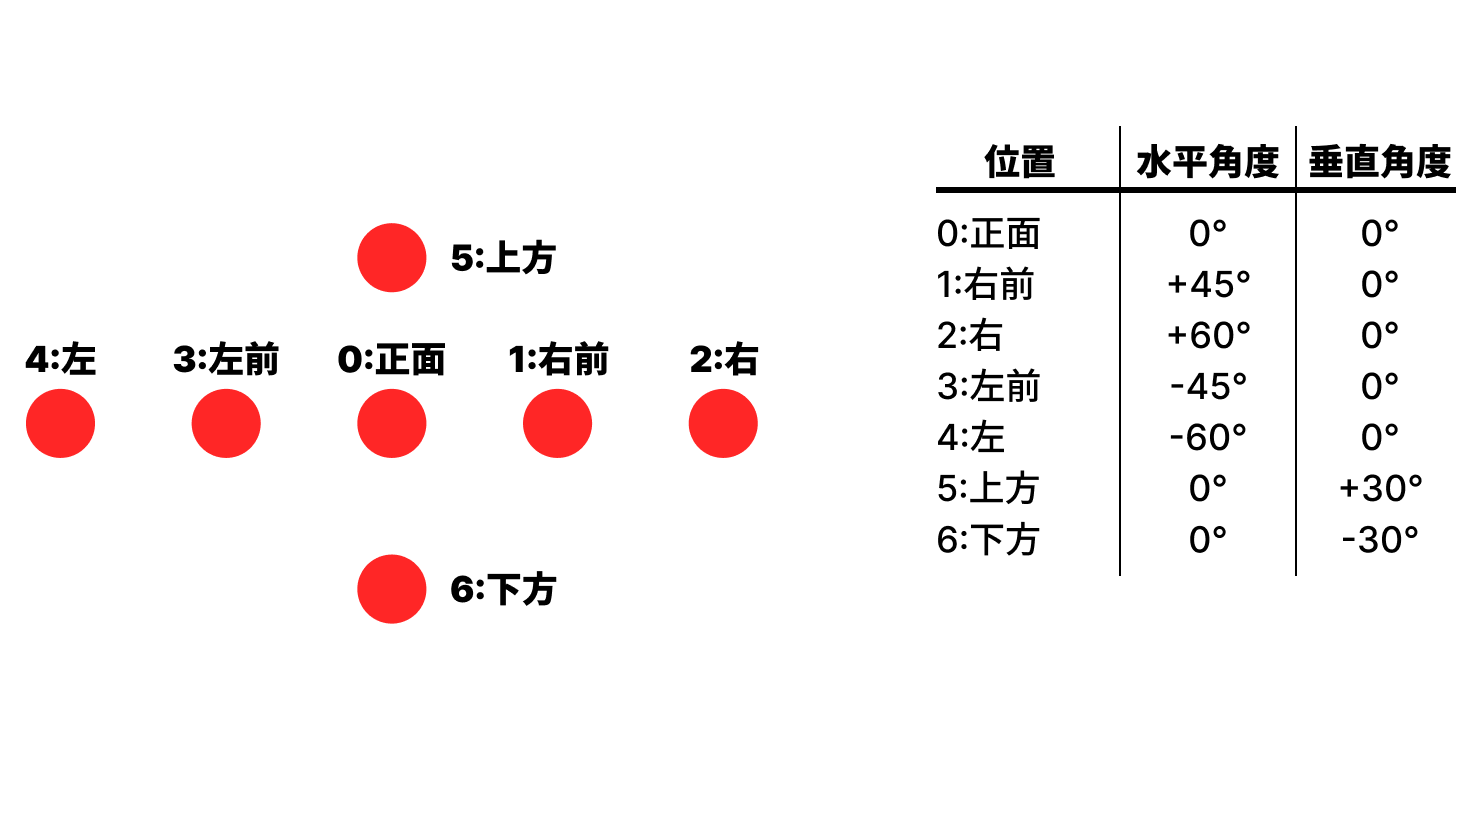 5:上方
4:左 3:左前 0:正面 1:右前 2:右
6:下方
位置 水平角度 垂直角度
0:正面 0° 0°
1:右前 +45° 0°
2:右 +60° 0°
3:左前 -45° 0°
4:左 -60° 0°
5:上方 0° +30°
6:下方 0° -30°